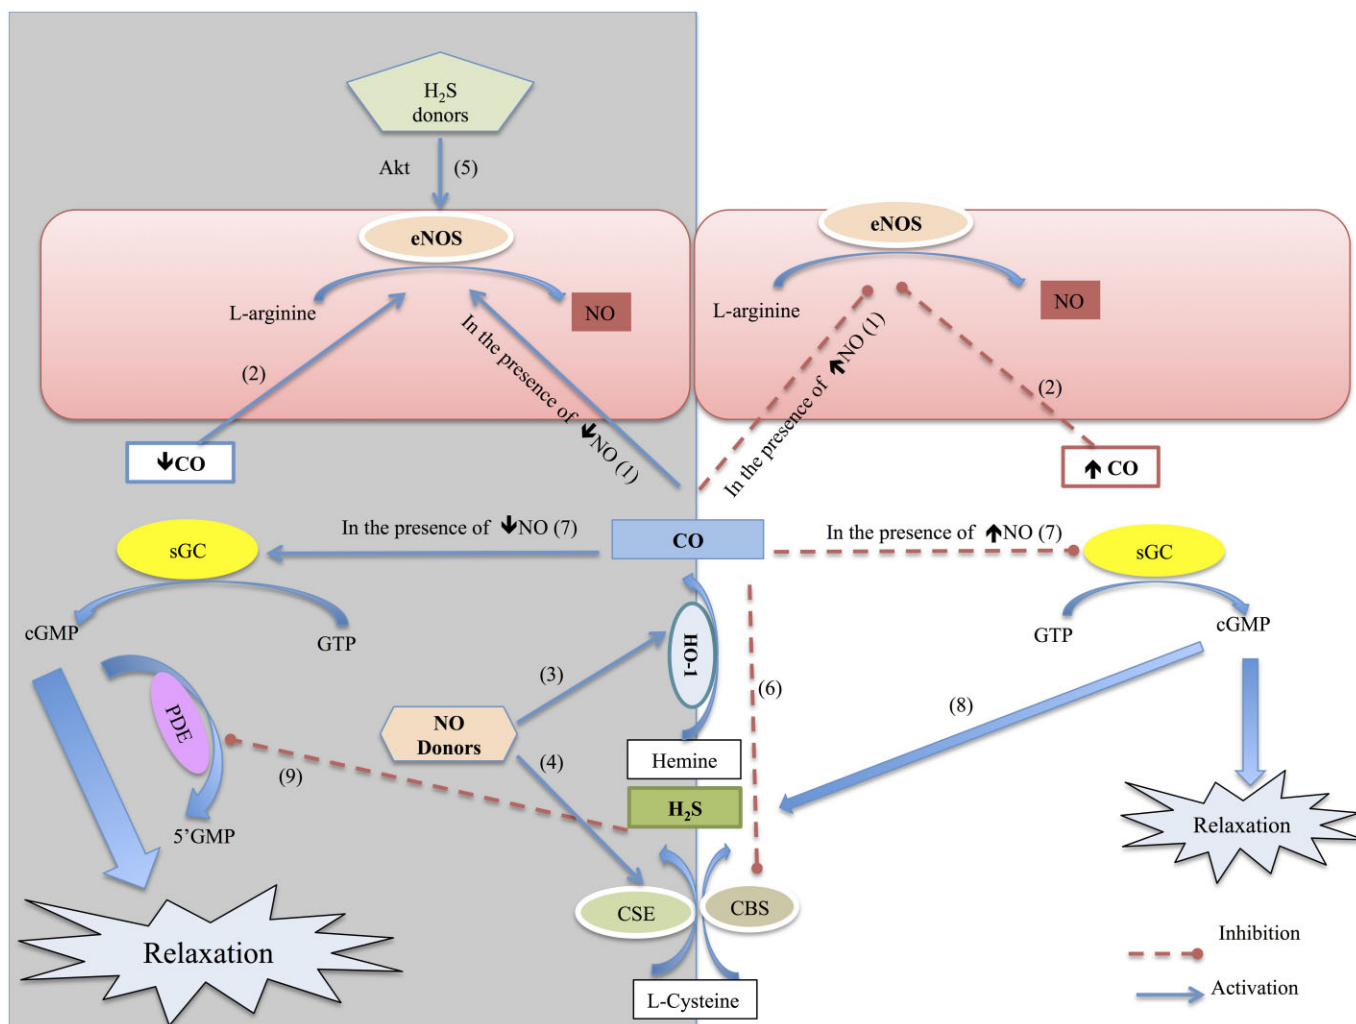 H₂S
donors
Akt
(5)
eNOS
L-arginine
NO
(2)
In the presence of 🡻NO (1)
🡻CO
eNOS
L-arginine
NO
In the presence of 🡹NO (1)
(2)
🡹 CO
In the presence of 🡻NO (7)
CO
In the presence of 🡹NO (7)
sGC
cGMP
GTP
sGC
GTP
cGMP
HO-1
(3)
(6)
PDE
NO
Donors
(4)
(8)
(9)
Hemine
H₂S
5’GMP
Relaxation
CSE
CBS
Relaxation
L-Cysteine
Inhibition
Activation